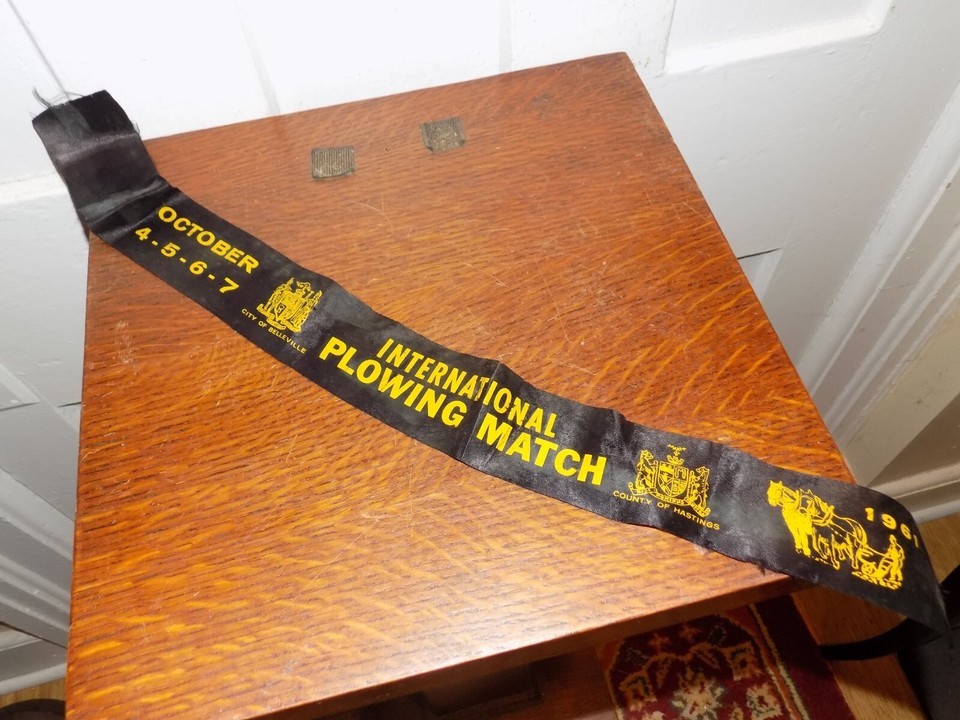 OCTOBER
4-5-6-7
CITY OF BELLEVILLE
INTERNATIONAL
PLOWING MATCH
COUNTY OF HASTINGS
1961